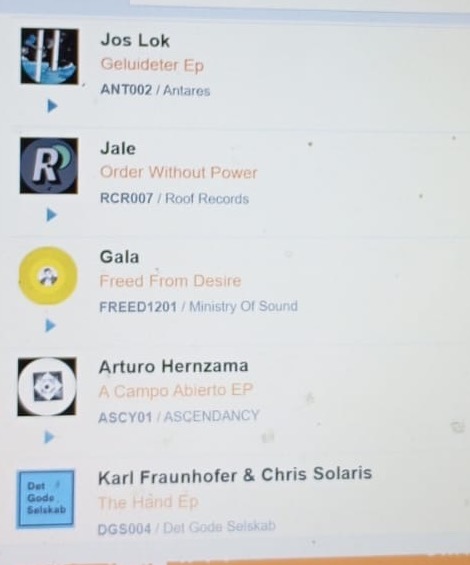 Jos Lok
Geluideter Ep
ANT002 / Antares
R
Jale
Order Without Power
RCR007 / Roof Records
Gala
Freed From Desire
FREED1201 / Ministry Of Sound
Arturo Hernzama
A Campo Abierto EP
ASCY01 / ASCENDANCY
Det
Gode
Selskab
Karl Fraunhofer & Chris Solaris
The Hånd Ep
DGS004 / Det Gode Selskab